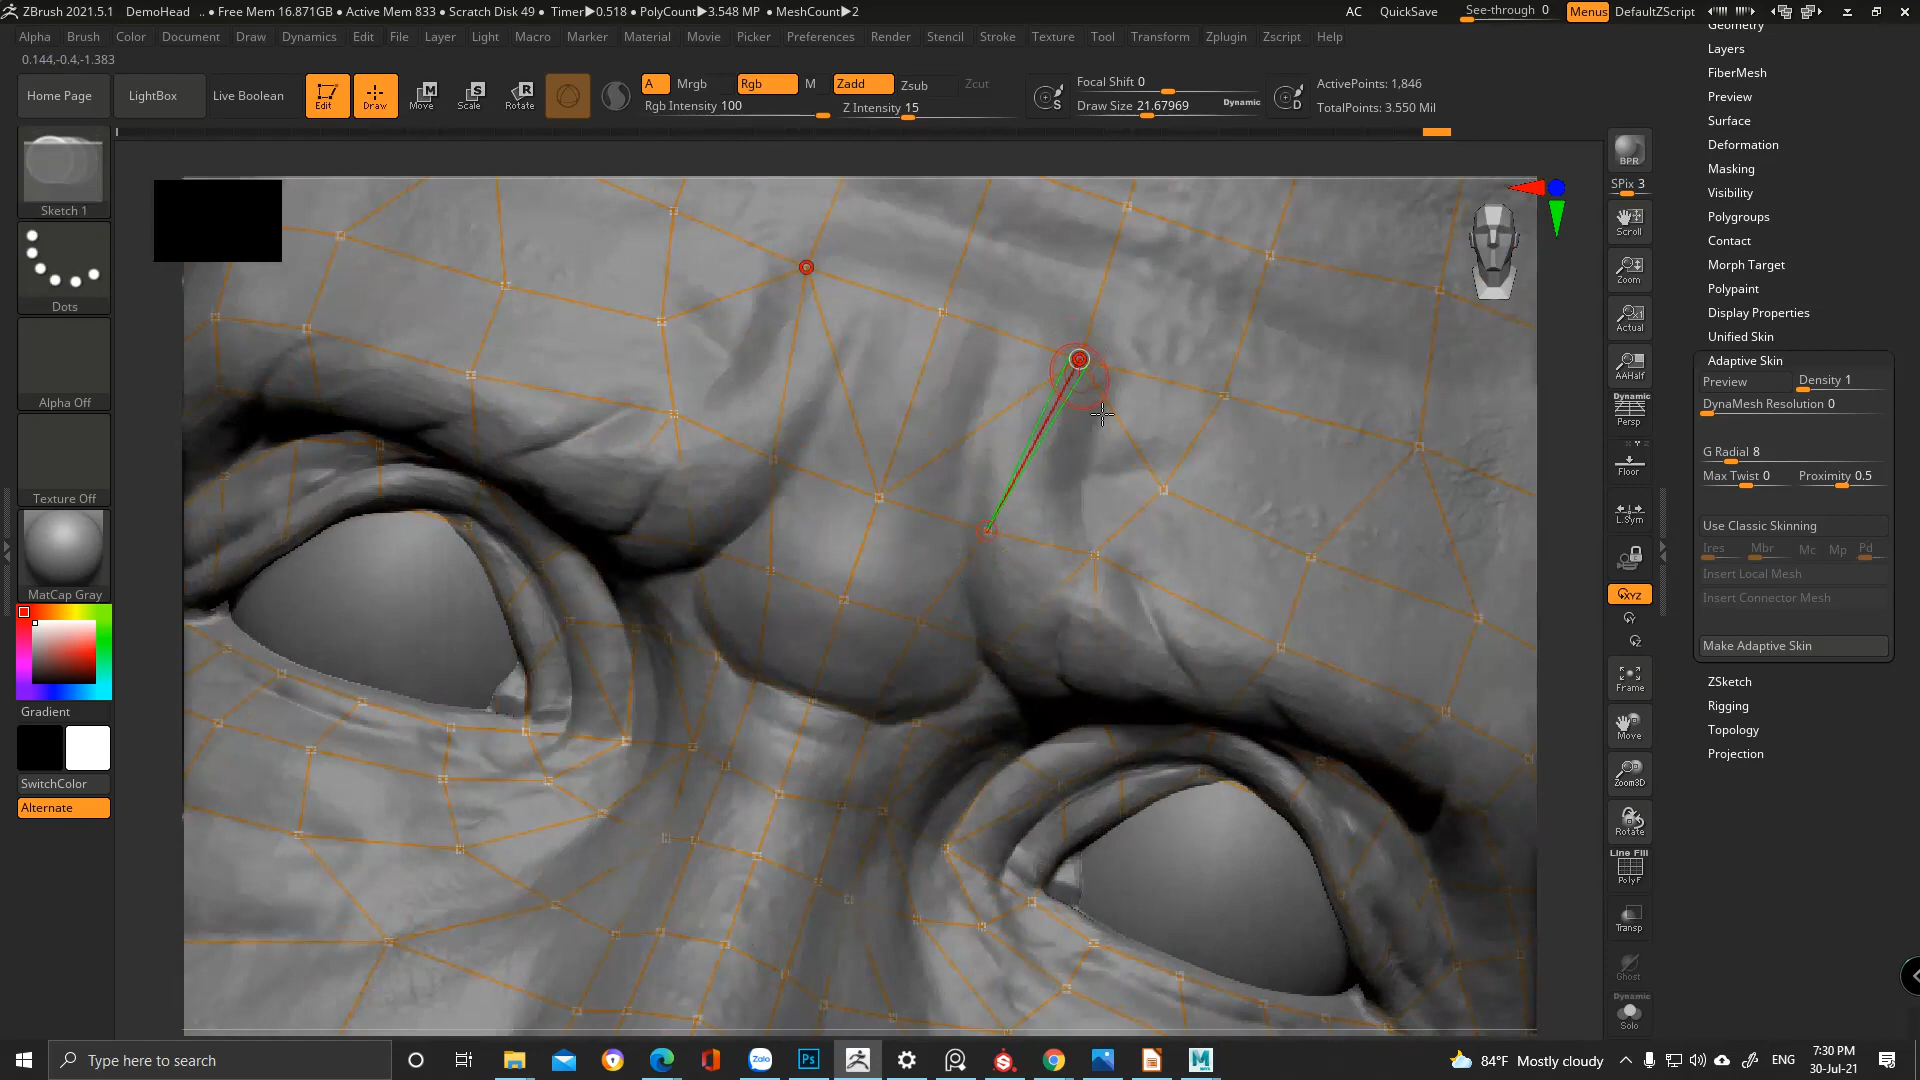 ZBrush 2021.5.1 DemoHead .. • Free Mem 16.871GB • Active Mem 833 • Scratch Disk 49 • Timer▶0.518 • PolyCount▶3.548 MP • MeshCount▶2 AC QuickSave See-through 0 Menus DefaultZScript
Alpha Brush Color Document Draw Dynamics Edit File Layer Light Macro Marker Material Movie Picker Preferences Render Stencil Stroke Texture Tool Transform Zplugin Zscript Help
0.144,-0.4,-1.383
Home Page LightBox Live Boolean Edit Draw Move Scale Rotate
A Mrgb Rgb M Zadd Zsub Zcut
Rgb Intensity 100 Z Intensity 15
S Focal Shift 0 D ActivePoints: 1,846
Draw Size 21.67969 Dynamic TotalPoints: 3.550 Mil
Sketch 1
Dots
Alpha Off
Texture Off
MatCap Gray
Gradient
SwitchColor
Alternate
BPR
SPix 3
Scroll
Zoom
Actual
AAHalf
Dynamic
Persp
Floor
L.Sym
XYZ
Frame
Move
Zoom3D
Rotate
Line Fill
PolyF
Transp
Ghost
Dynamic
Solo
Geometry
Layers
FiberMesh
Preview
Surface
Deformation
Masking
Visibility
Polygroups
Contact
Morph Target
Polypaint
Display Properties
Unified Skin
Adaptive Skin
Preview Density 1
DynaMesh Resolution 0
G Radial 8
Max Twist 0 Proximity 0.5
Use Classic Skinning
Ires Mbr Mc Mp Pd
Insert Local Mesh
Insert Connector Mesh
Make Adaptive Skin
ZSketch
Rigging
Topology
Projection
Type here to search
Zalo
Ps
84°F Mostly cloudy ENG 7:30 PM
30-Jul-21